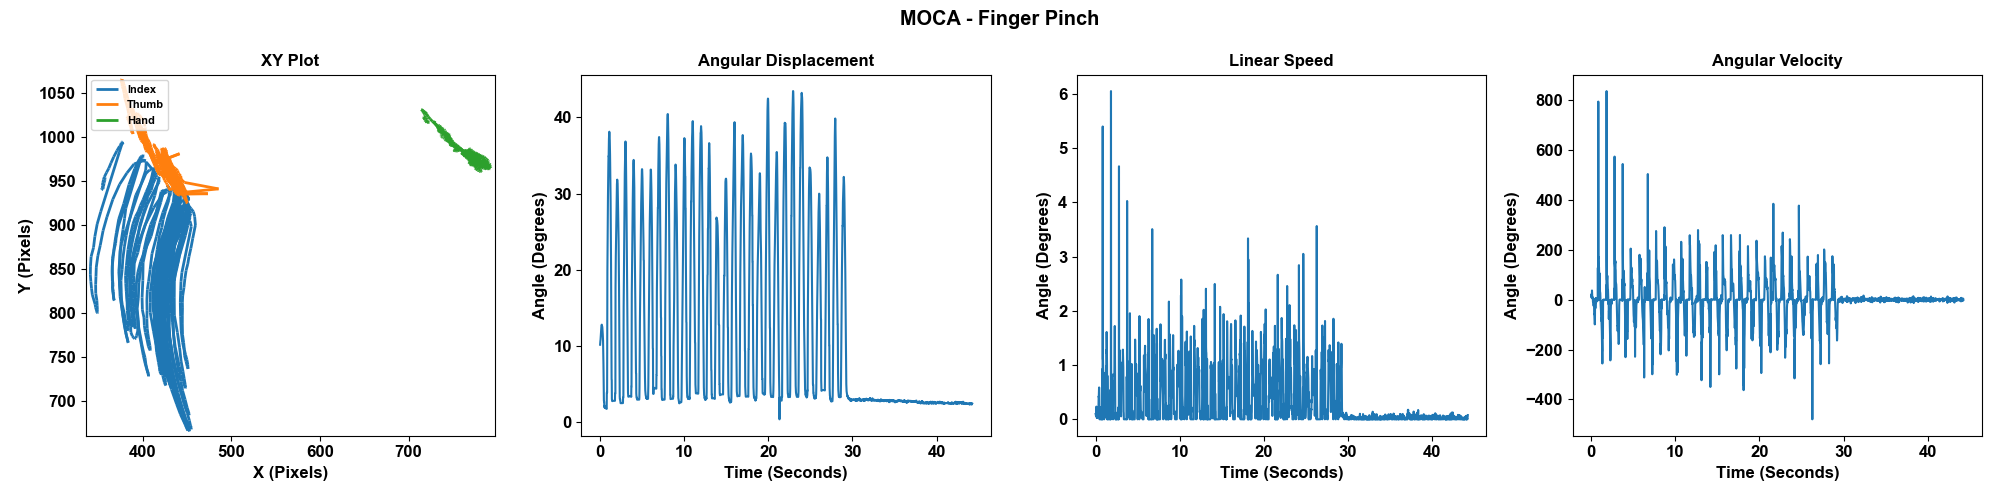 MOCA - Finger Pinch
XY Plot
Index
Thumb
Hand
1050
1000
950
900
850
800
750
700
400
500
600
700
Y (Pixels)
X (Pixels)
Angular Displacement
40
30
20
10
0
0
10
20
30
40
Angle (Degrees)
Time (Seconds)
Linear Speed
6
5
4
3
2
1
0
0
10
20
30
40
Angle (Degrees)
Time (Seconds)
Angular Velocity
800
600
400
200
0
−200
−400
0
10
20
30
40
Angle (Degrees)
Time (Seconds)